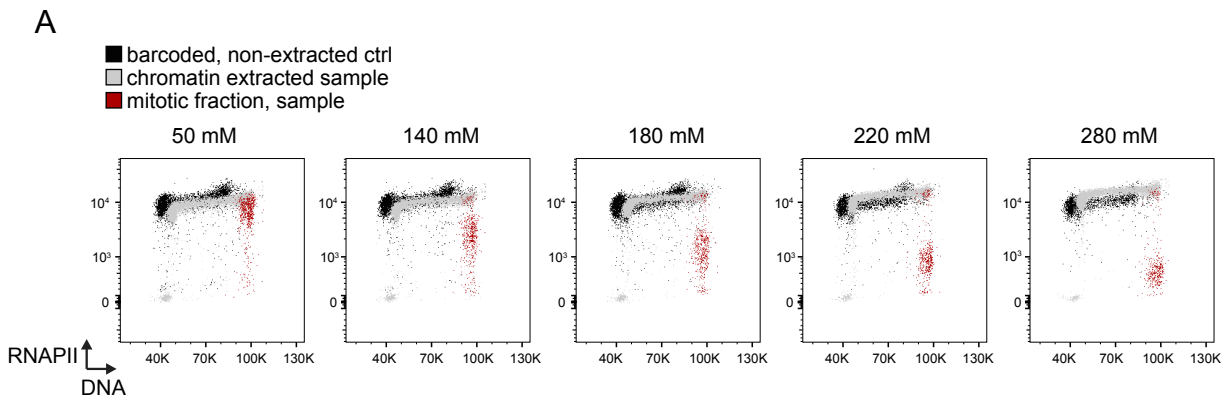 A
barcoded, non-extracted ctrl
chromatin extracted sample
mitotic fraction, sample
50 mM 140 mM 180 mM 220 mM 280 mM
10⁴ 10⁴ 10⁴ 10⁴ 10⁴
10³ 10³ 10³ 10³ 10³
0 0 0 0 0
40K 70K 100K 130K 40K 70K 100K 130K 40K 70K 100K 130K 40K 70K 100K 130K 40K 70K 100K 130K
RNAPII
DNA